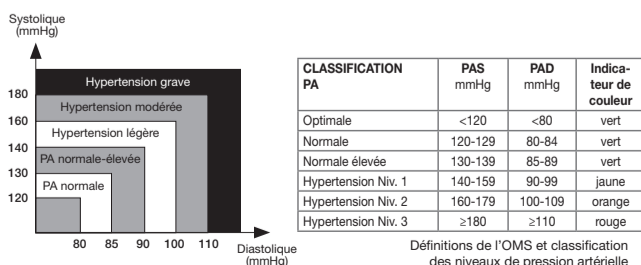 Systolique
(mmHg)
Hypertension grave
180
Hypertension modérée
160
Hypertension légère
140
PA normale-élevée
130
PA normale
120
80 85 90 100 110
Diastolique
(mmHg)
CLASSIFICATION PA | PAS mmHg | PAD mmHg | Indica-teur de couleur
Optimale <120 <80 vert
Normale 120-129 80-84 vert
Normale élevée 130-139 85-89 vert
Hypertension Niv. 1 140-159 90-99 jaune
Hypertension Niv. 2 160-179 100-109 orange
Hypertension Niv. 3 ≥180 ≥110 rouge
Définitions de l'OMS et classification
des niveaux de pression artérielle